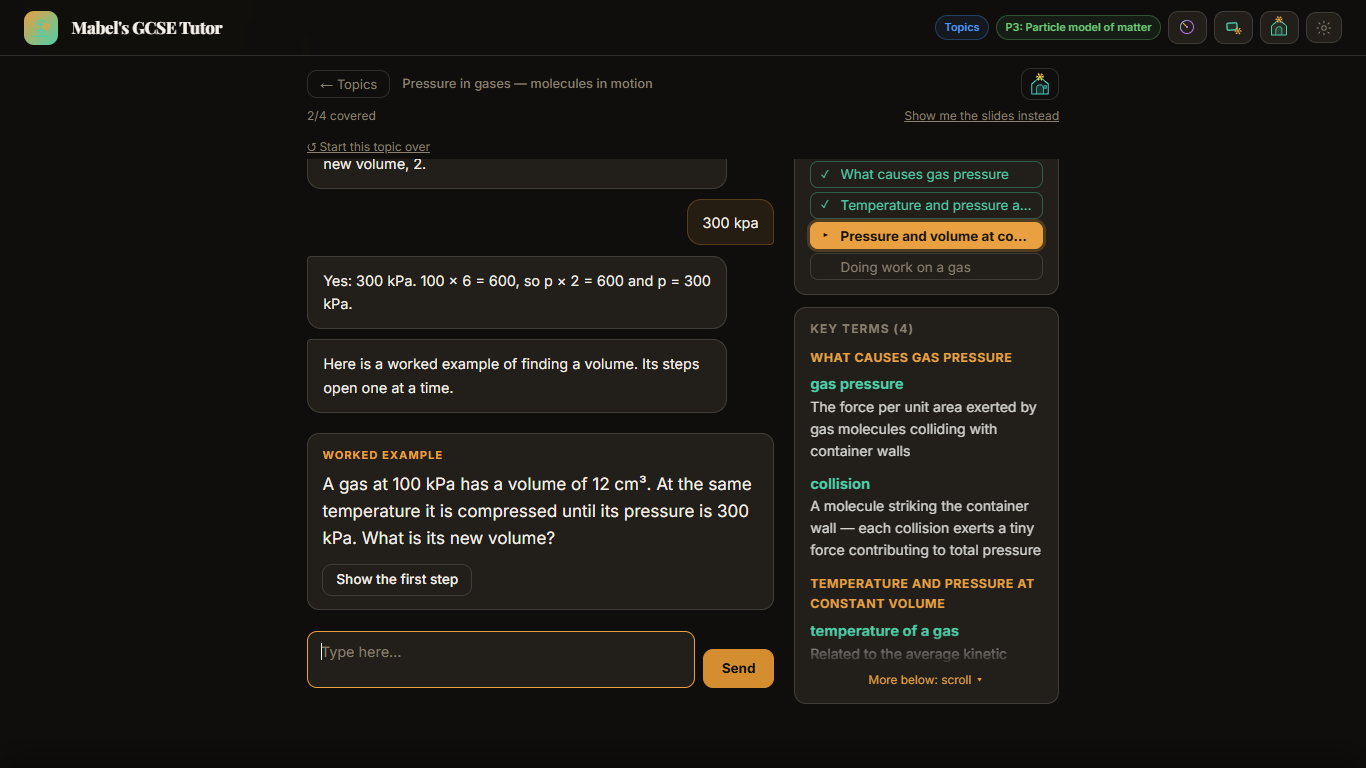 Mabel's GCSE Tutor
Topics
P3: Particle model of matter
← Topics
Pressure in gases — molecules in motion
2/4 covered
Show me the slides instead
↺ Start this topic over
new volume, 2.
300 kpa
Yes: 300 kPa. 100 × 6 = 600, so p × 2 = 600 and p = 300
kPa.
Here is a worked example of finding a volume. Its steps
open one at a time.
WORKED EXAMPLE
A gas at 100 kPa has a volume of 12 cm³. At the same
temperature it is compressed until its pressure is 300
kPa. What is its new volume?
Show the first step
Type here...
Send
✓ What causes gas pressure
✓ Temperature and pressure a...
▸ Pressure and volume at co...
Doing work on a gas
KEY TERMS (4)
WHAT CAUSES GAS PRESSURE
gas pressure
The force per unit area exerted by
gas molecules colliding with
container walls
collision
A molecule striking the container
wall — each collision exerts a tiny
force contributing to total pressure
TEMPERATURE AND PRESSURE AT
CONSTANT VOLUME
temperature of a gas
Related to the average kinetic
More below: scroll ▾